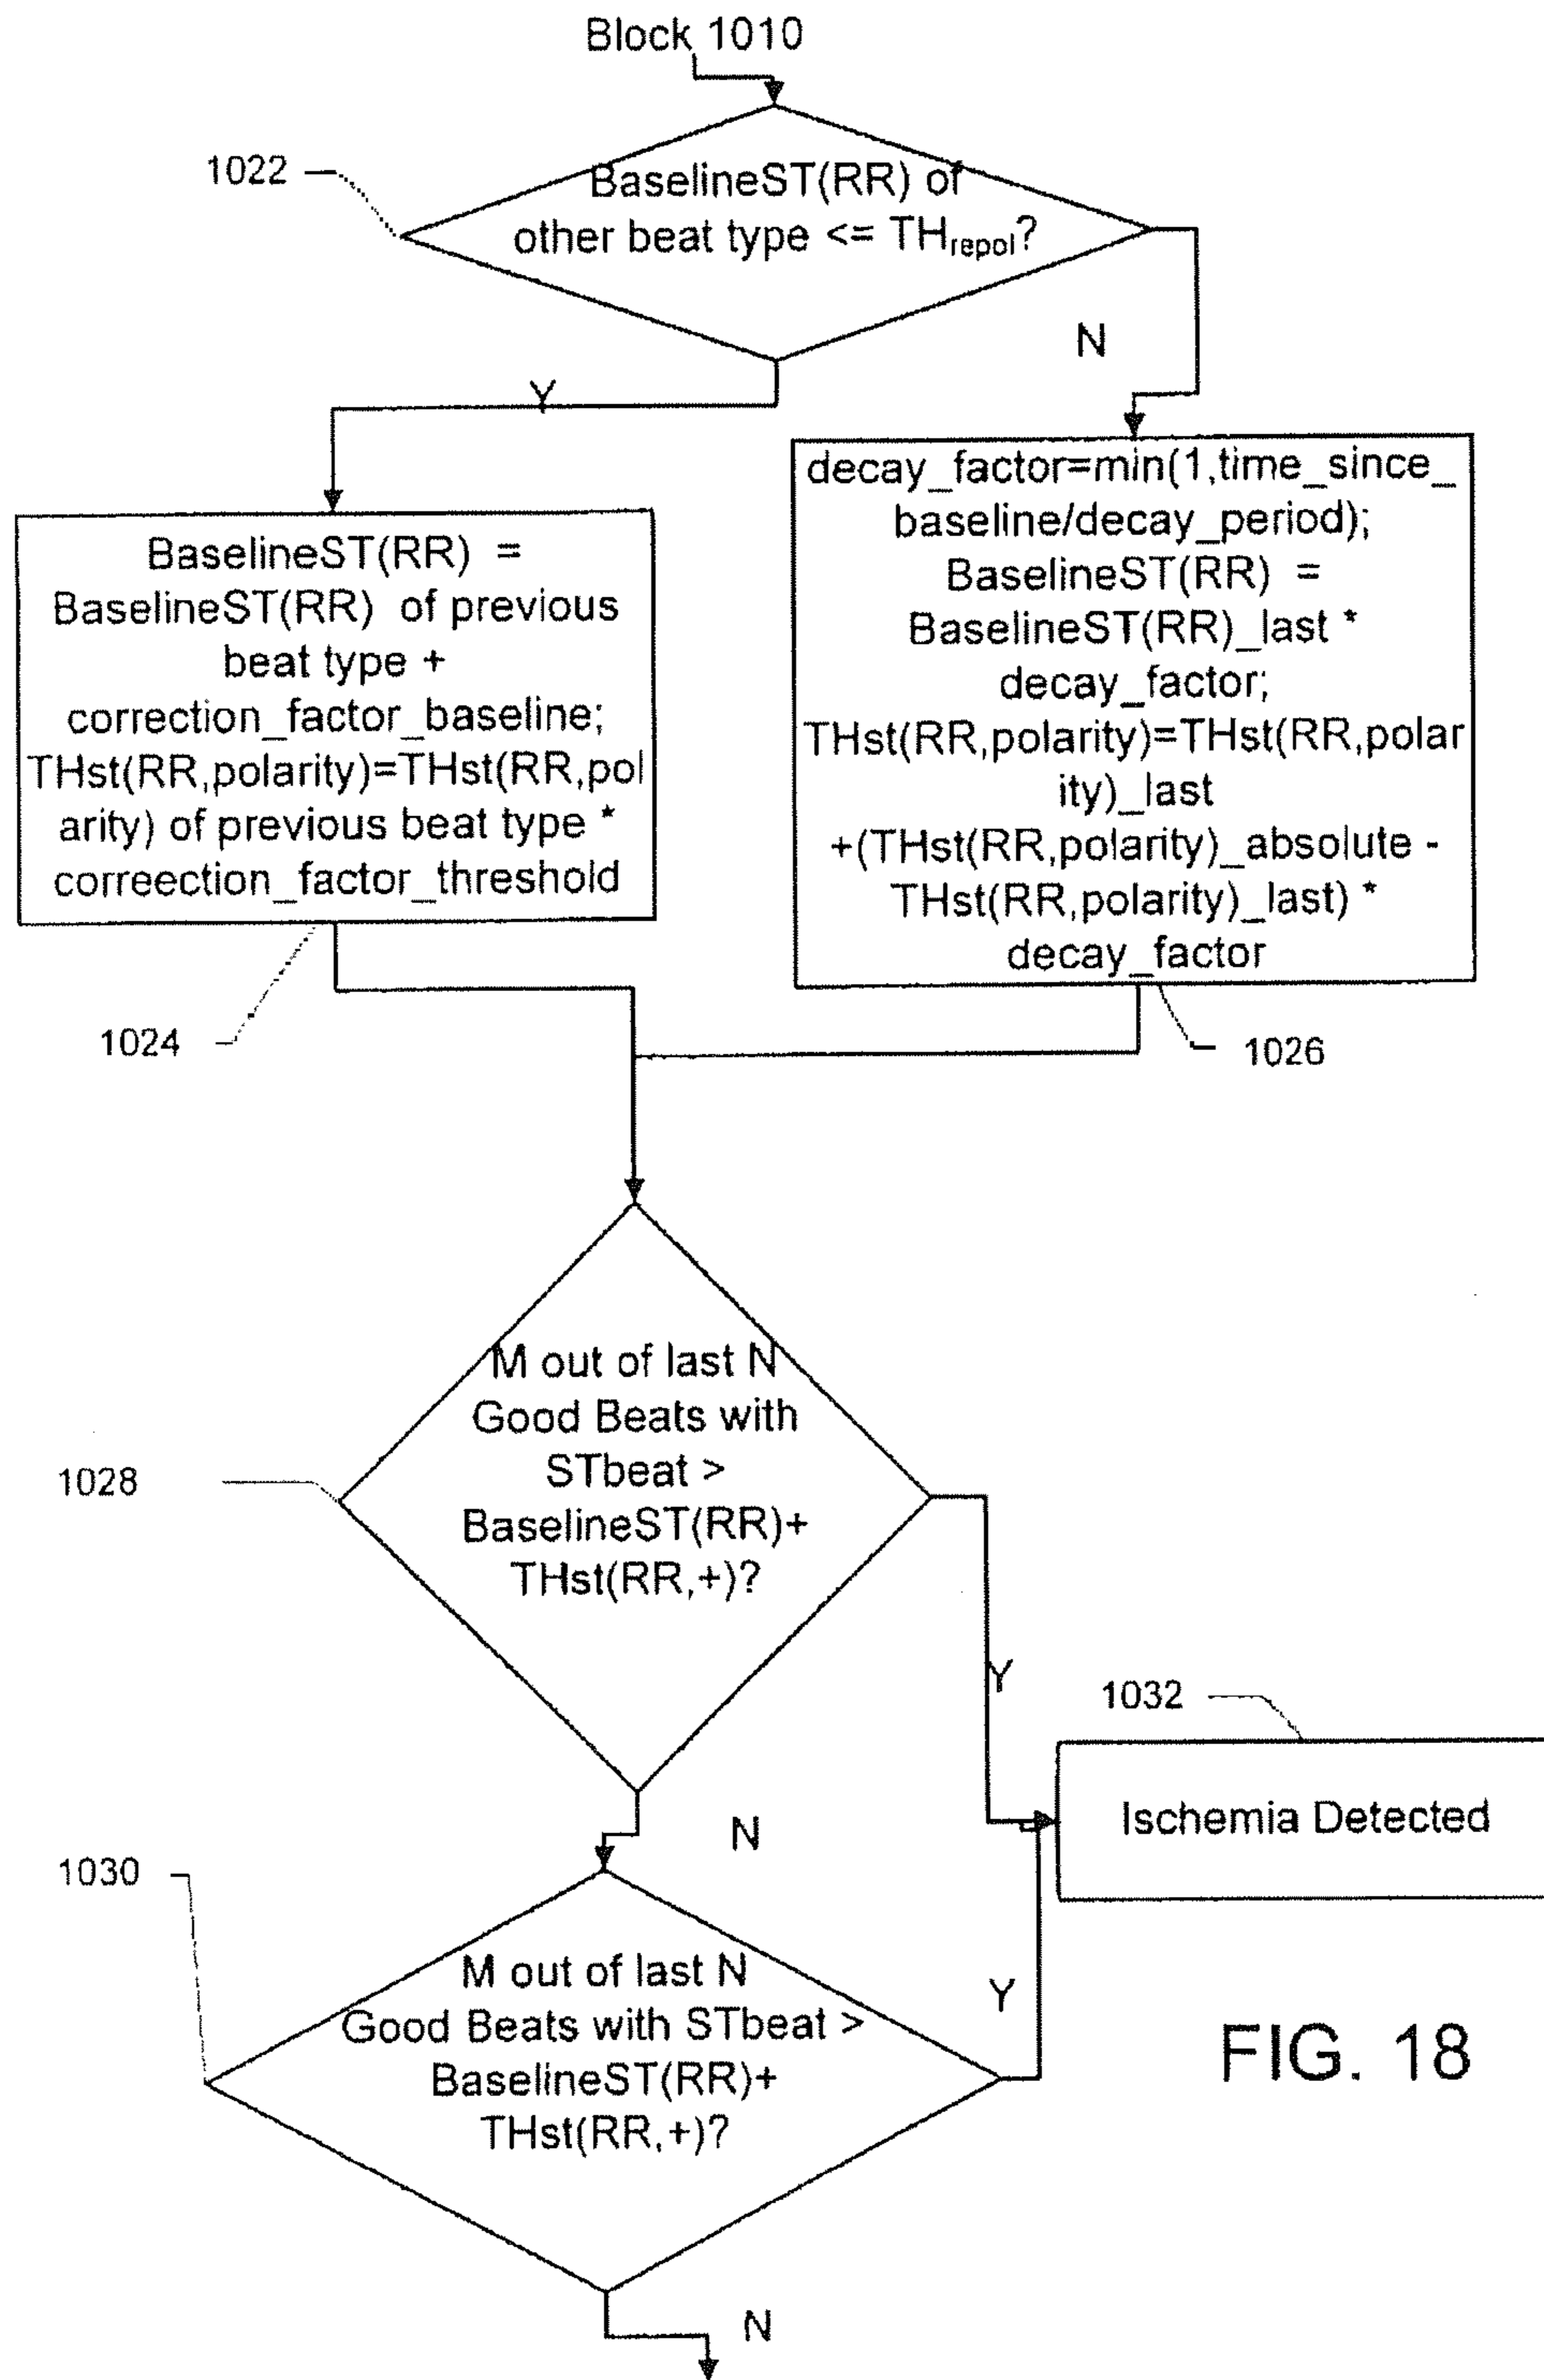 Block 1010
1022
BaselineST(RR) of
other beat type <= THrepol?
N
Y
BaselineST(RR) =
BaselineST(RR) of previous
beat type +
correction_factor_baseline;
THst(RR,polarity)=THst(RR,pol
arity) of previous beat type *
correection_factor_threshold
decay_factor=min(1,time_since_
baseline/decay_period);
BaselineST(RR) =
BaselineST(RR)_last *
decay_factor;
THst(RR,polarity)=THst(RR,polar
ity)_last
+(THst(RR,polarity)_absolute -
THst(RR,polarity)_last) *
decay_factor
1024
1026
M out of last N
Good Beats with
STbeat >
BaselineST(RR)+
THst(RR,+)?
1028
Y
1032
Ischemia Detected
N
1030
M out of last N
Good Beats with STbeat >
BaselineST(RR)+
THst(RR,+)?
Y
FIG. 18
N